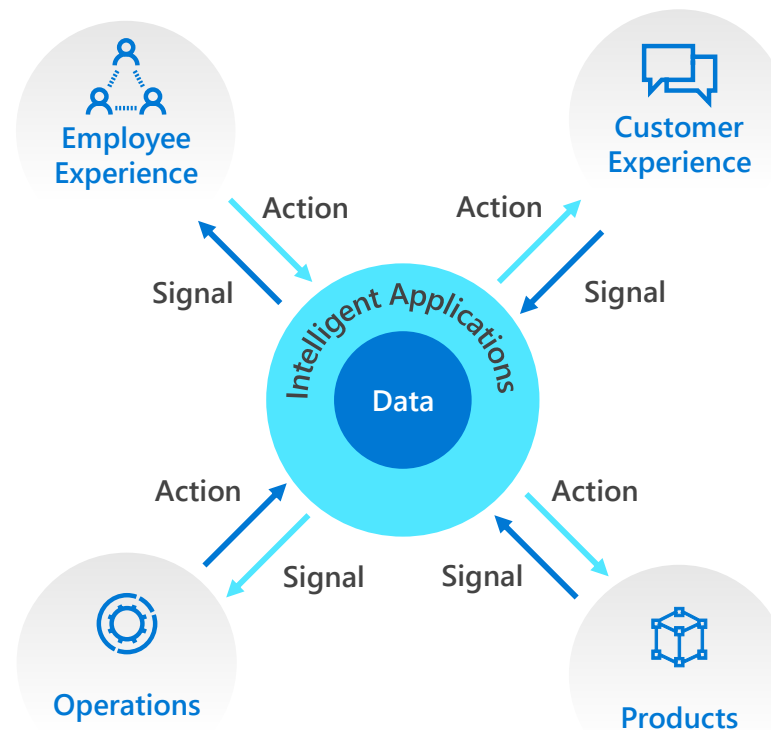 Employee
Experience
Customer
Experience
Action
Action
Signal
Signal
Intelligent Applications
Data
Action
Action
Signal
Signal
Operations
Products